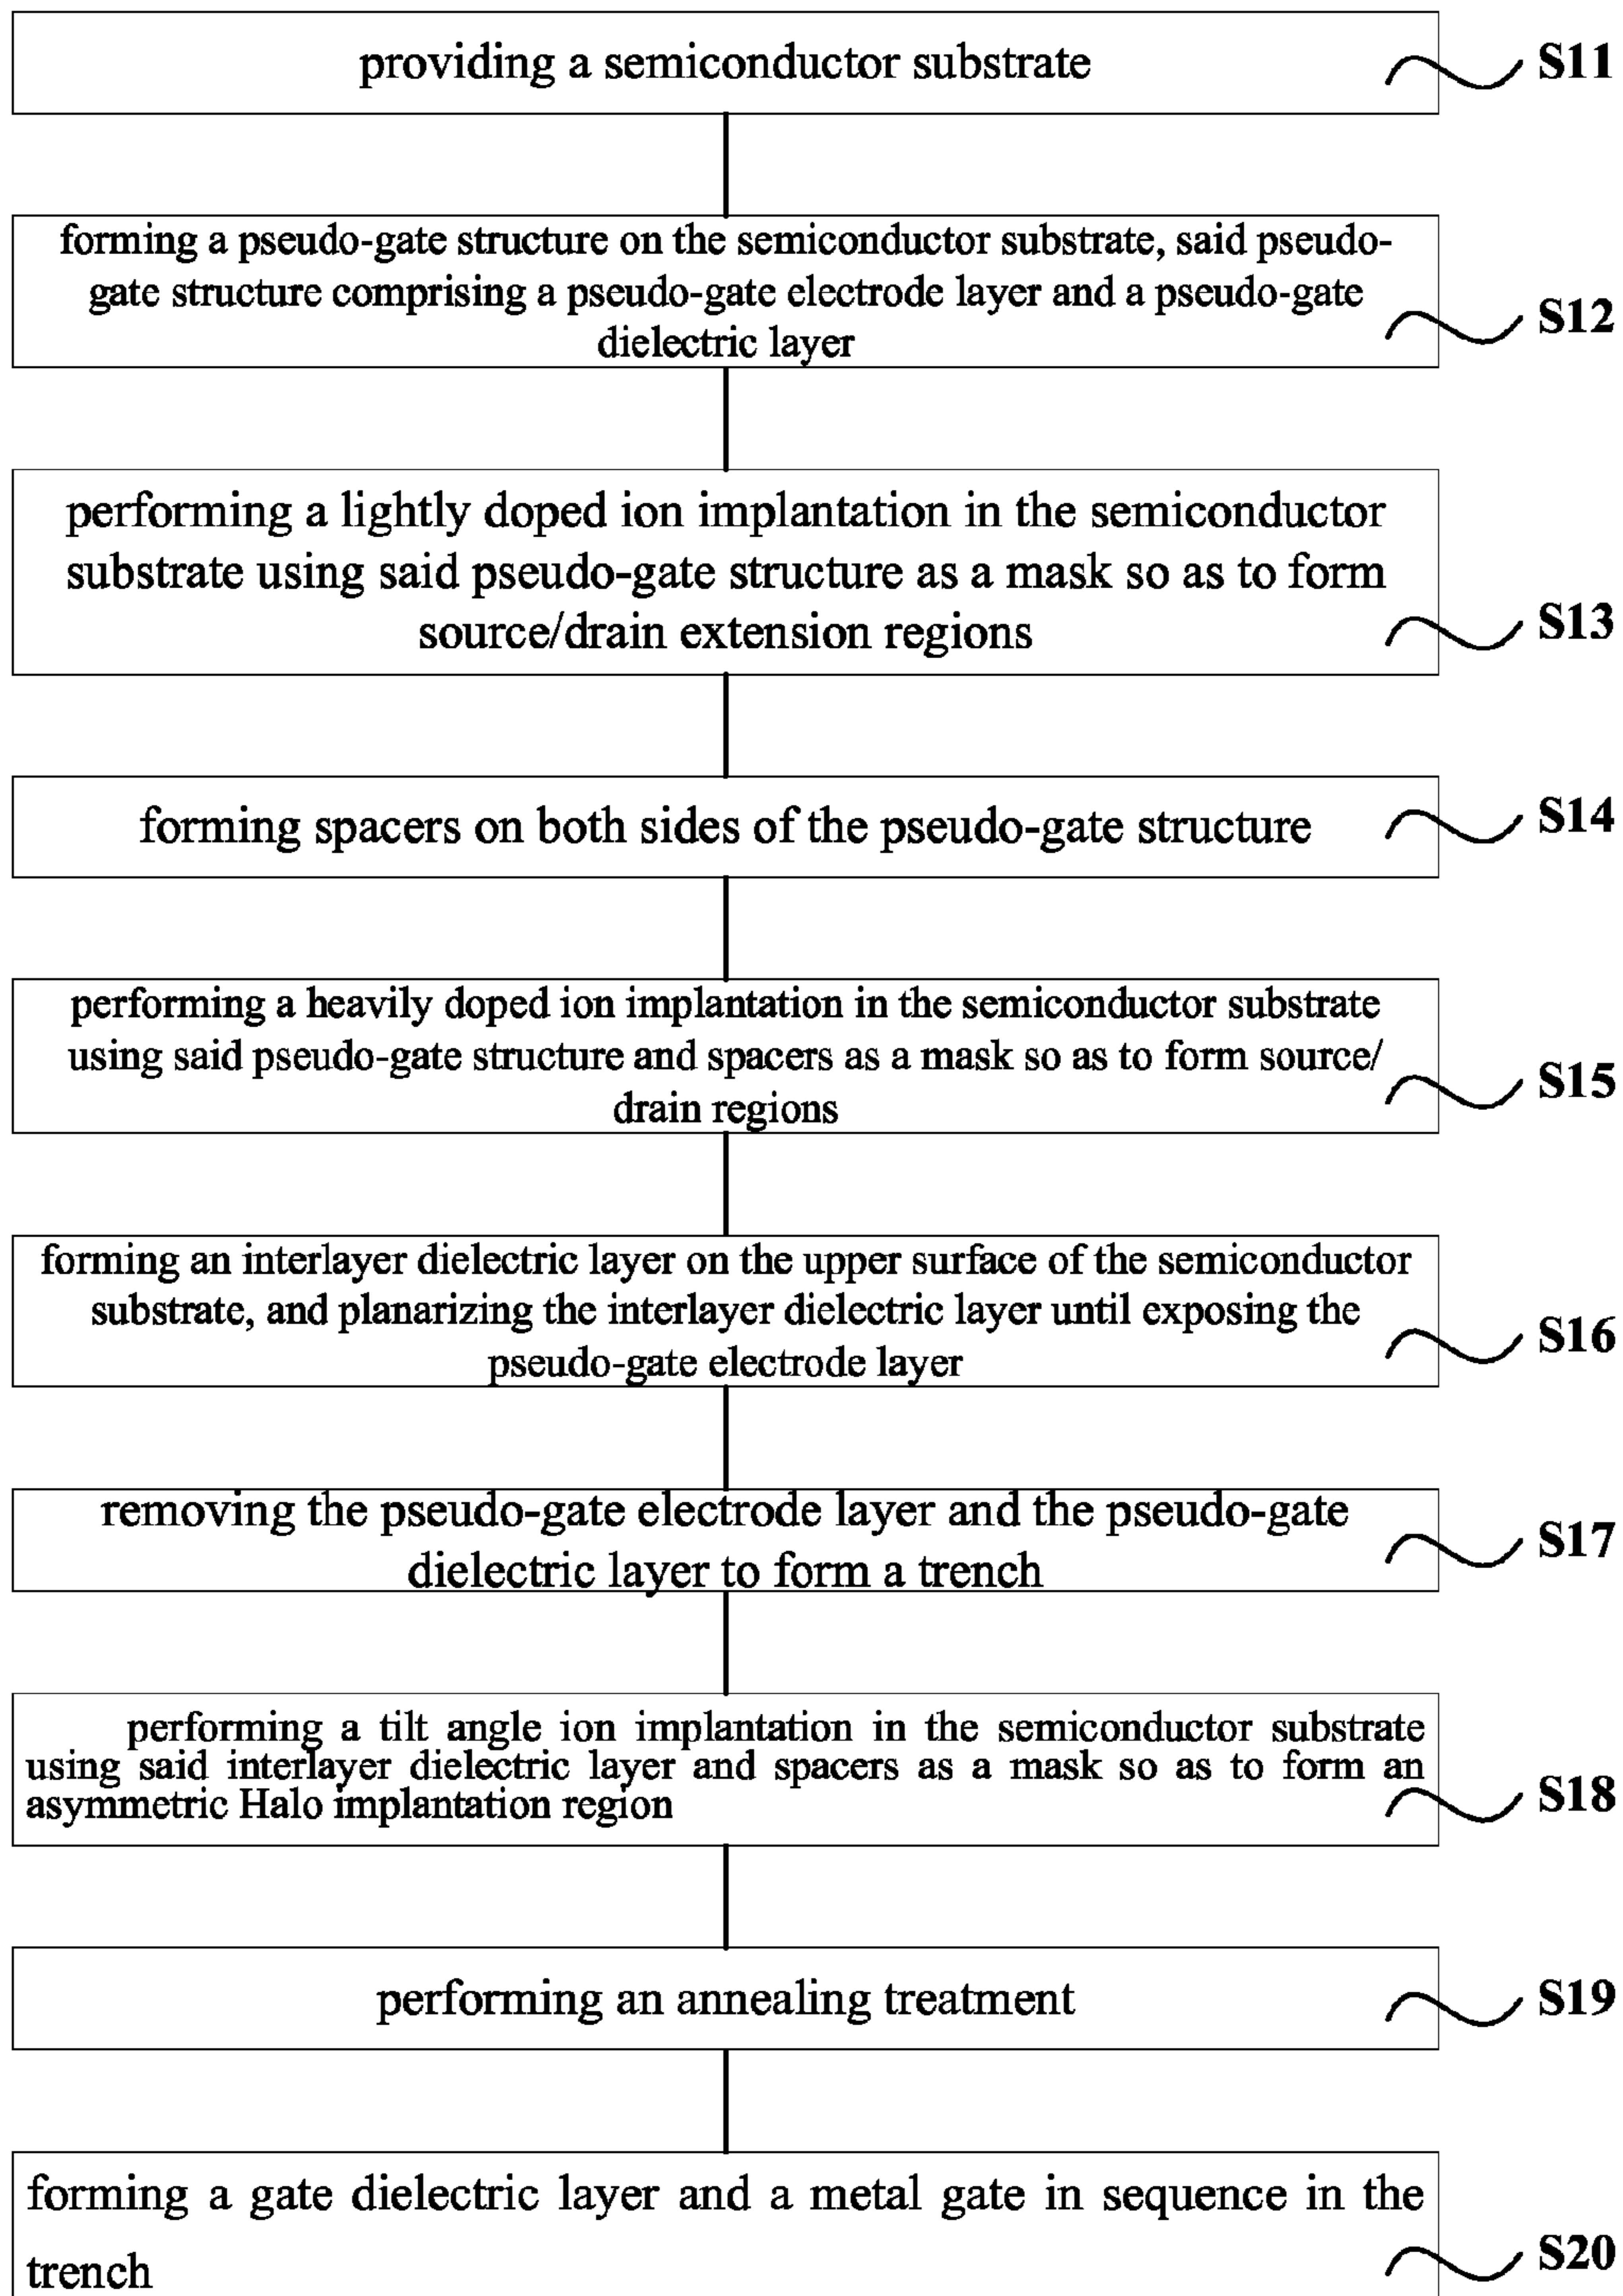 providing a semiconductor substrate
S11
forming a pseudo-gate structure on the semiconductor substrate, said pseudo-
gate structure comprising a pseudo-gate electrode layer and a pseudo-gate
dielectric layer
S12
performing a lightly doped ion implantation in the semiconductor
substrate using said pseudo-gate structure as a mask so as to form
source/drain extension regions
S13
forming spacers on both sides of the pseudo-gate structure
S14
performing a heavily doped ion implantation in the semiconductor substrate
using said pseudo-gate structure and spacers as a mask so as to form source/
drain regions
S15
forming an interlayer dielectric layer on the upper surface of the semiconductor
substrate, and planarizing the interlayer dielectric layer until exposing the
pseudo-gate electrode layer
S16
removing the pseudo-gate electrode layer and the pseudo-gate
dielectric layer to form a trench
S17
performing a tilt angle ion implantation in the semiconductor substrate
using said interlayer dielectric layer and spacers as a mask so as to form an
asymmetric Halo implantation region
S18
performing an annealing treatment
S19
forming a gate dielectric layer and a metal gate in sequence in the
trench
S20